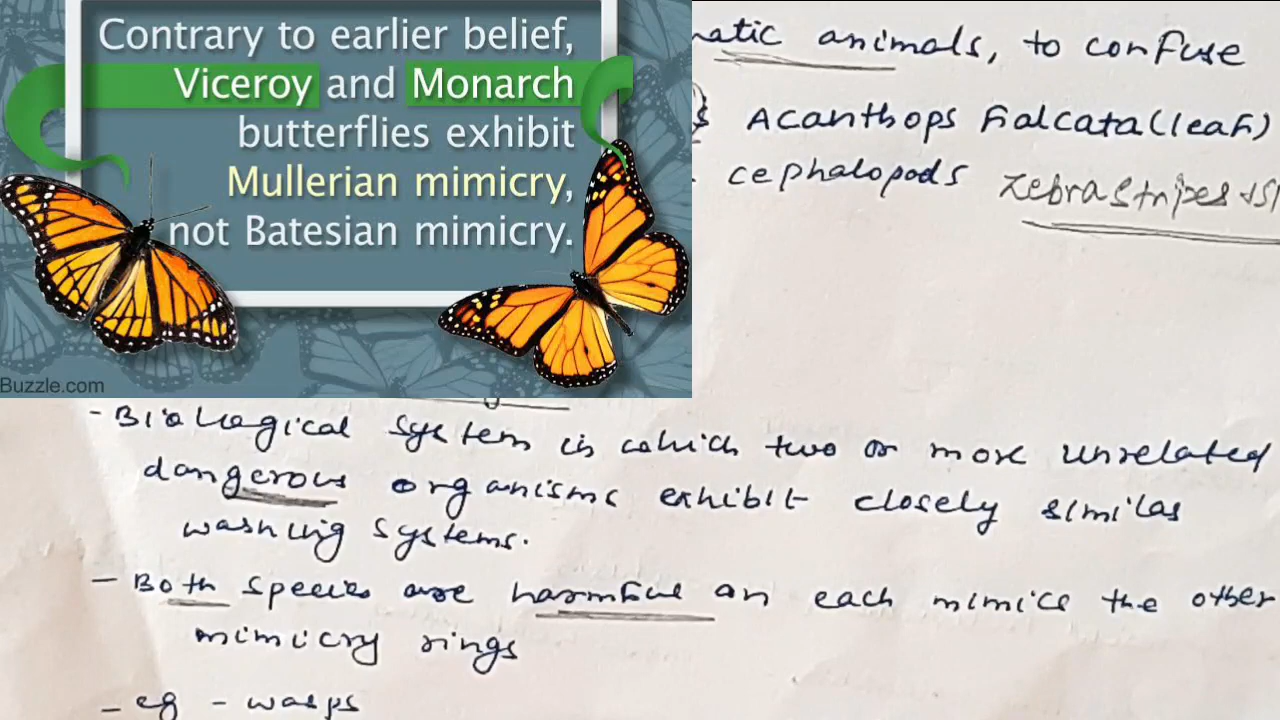 Contrary to earlier belief,
Viceroy and Monarch
butterflies exhibit
Mullerian mimicry,
not Batesian mimicry.
Buzzle.com
animals, to confuse
Acanthops Falcata (leaf)
cephalopods zebra stripes
- Biological system in which two or more unrelated
dangerous organisms exhibit closely similar
warning systems.
- Both species are harmful an each mimics the other
mimicry rings
- eg - wasps